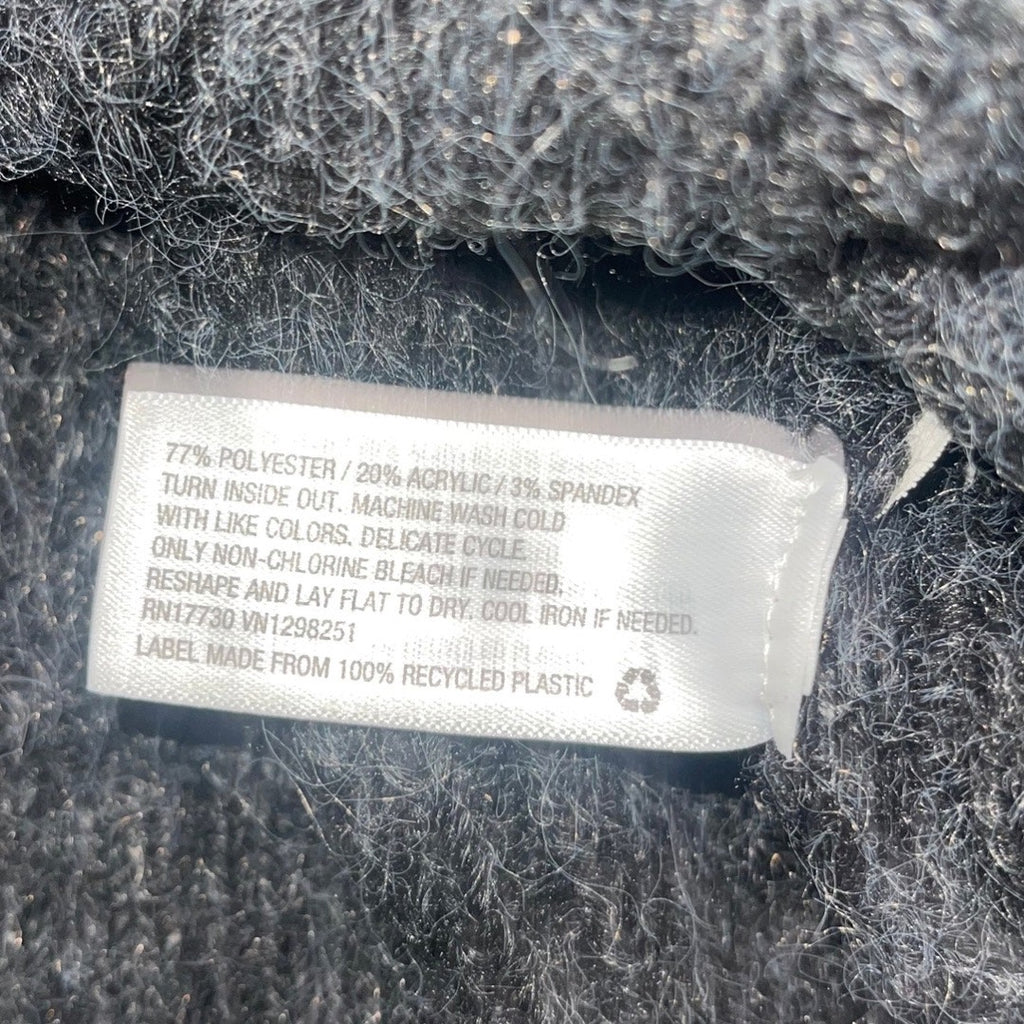 77% POLYESTER / 20% ACRYLIC / 3% SPANDEX
TURN INSIDE OUT. MACHINE WASH COLD
WITH LIKE COLORS. DELICATE CYCLE.
ONLY NON-CHLORINE BLEACH IF NEEDED.
RESHAPE AND LAY FLAT TO DRY. COOL IRON IF NEEDED.
RN17730 VN1298251
LABEL MADE FROM 100% RECYCLED PLASTIC